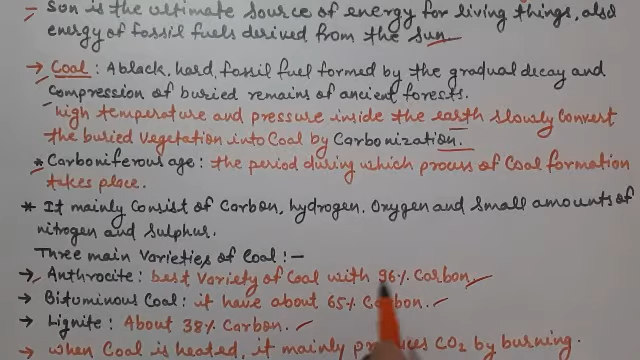 Sun is the ultimate source of energy for living things, also
energy of fossil fuels derived from the Sun.
→ Coal : A black, hard, fossil fuel formed by the gradual decay and
compression of buried remains of ancient forests.
high temperature and pressure inside the earth slowly convert
the buried vegetation into Coal by Carbonization.
* Carboniferous age : the period during which process of Coal formation
takes place.
* It mainly consist of Carbon, hydrogen, Oxygen and Small amounts of
nitrogen and Sulphur.
Three main Varieties of Coal :-
→ Anthrocite : best Variety of Coal with 96% Carbon
→ Bituminous Coal : it have about 65% Carbon
→ Lignite : About 38% Carbon.
→ When Coal is heated, it mainly produces CO2 by burning.